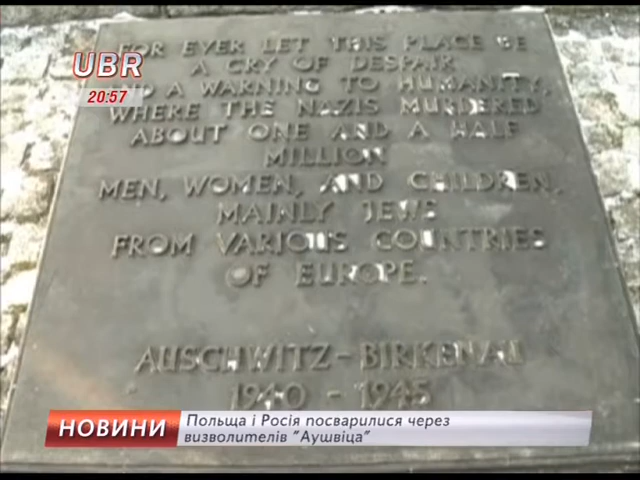 FOR EVER LET THIS PLACE BE
A CRY OF DESPAIR
AND A WARNING TO HUMANITY,
WHERE THE NAZIS MURDERED
ABOUT ONE AND A HALF
MILLION
MEN, WOMEN, AND CHILDREN,
MAINLY JEWS
FROM VARIOUS COUNTRIES
OF EUROPE.
AUSCHWITZ - BIRKENAU
1940 - 1945
UBR
20:57
НОВИНИ
Польща і Росія посварилися через
визволителів "Аушвіца"